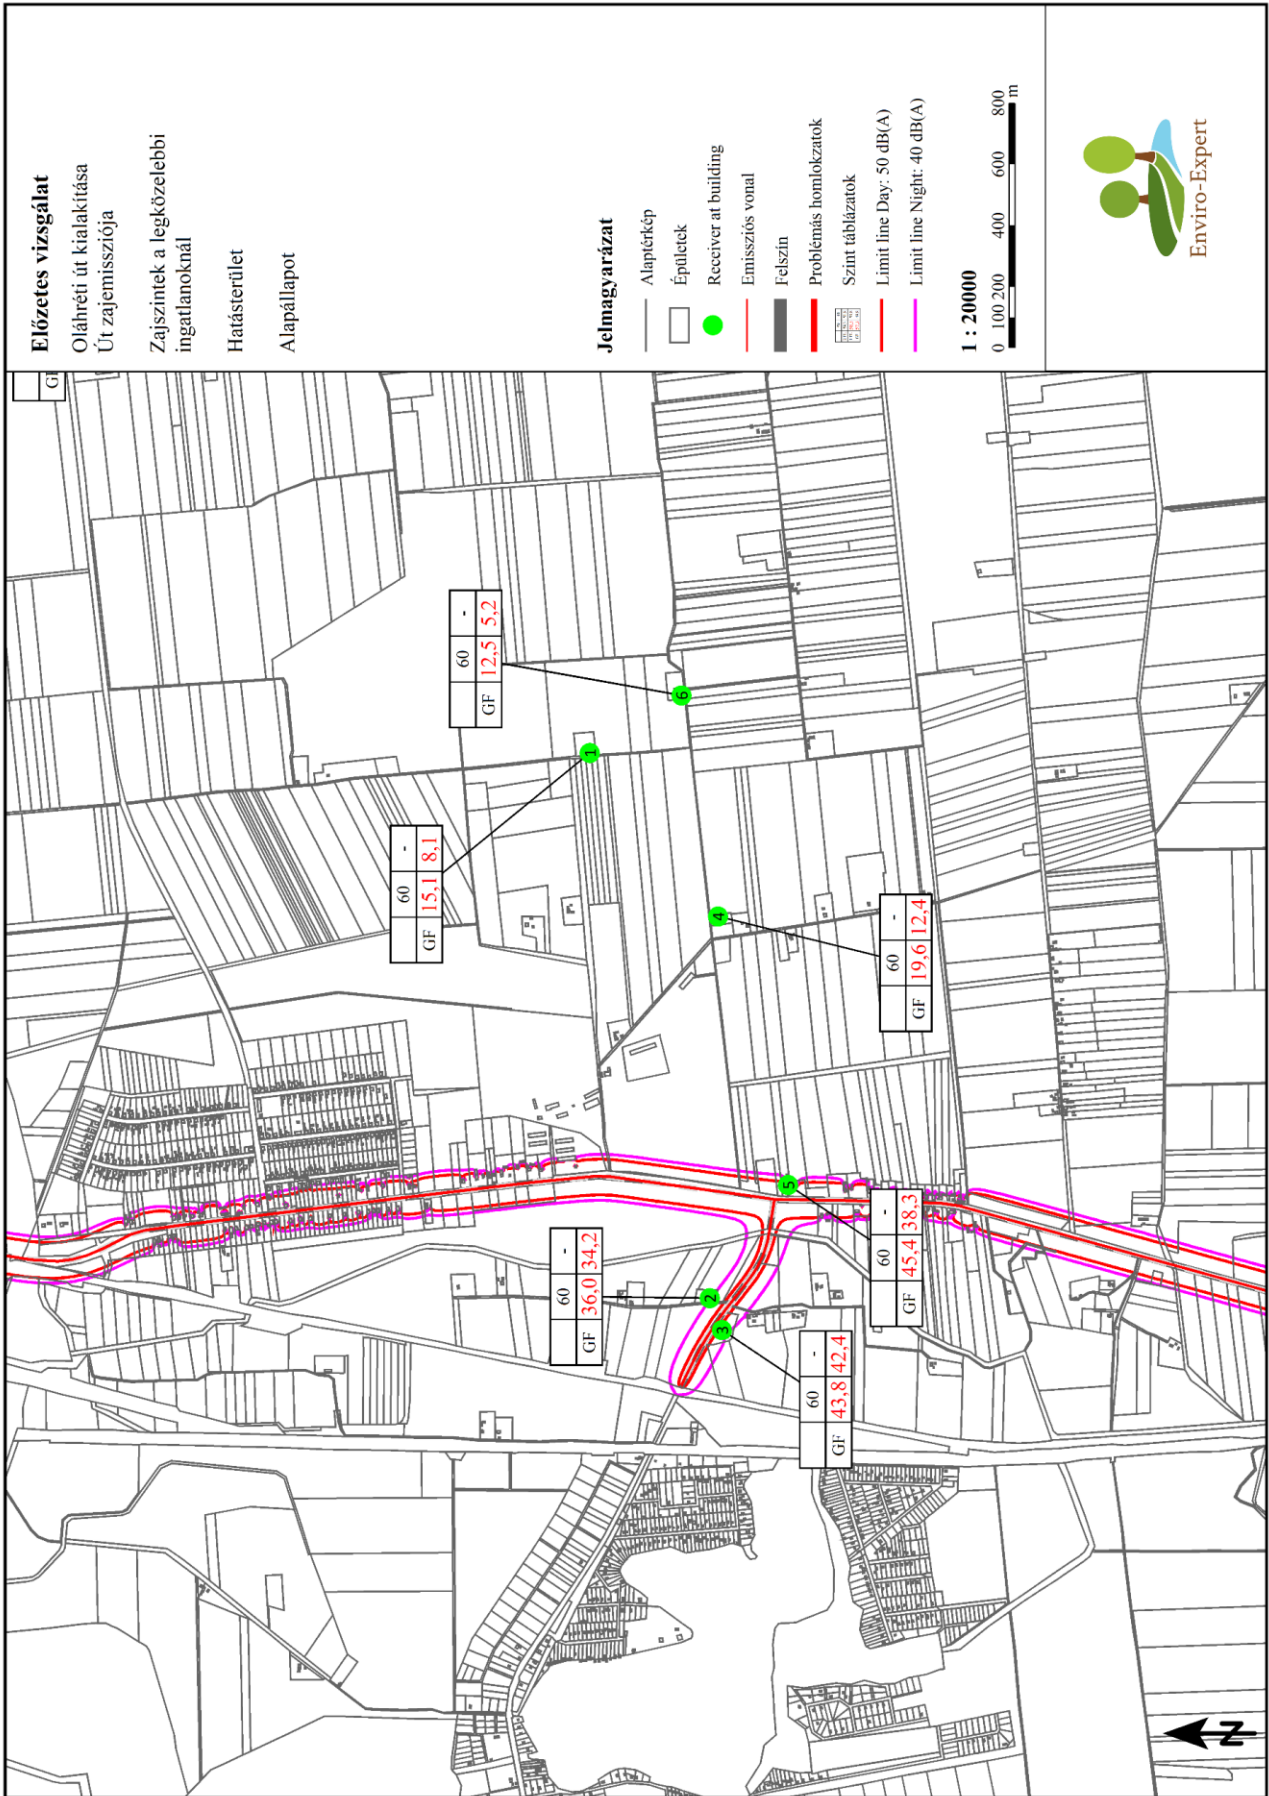 Előzetes vizsgálat
Oláhréti út kialakítása
Út zajemissziója
Zajszintek a legközelebbi
ingatlanoknál
Hatásterület
Alapállapot
Jelmagyarázat
Alaptérkép
Épületek
Receiver at building
Emissziós vonal
Felszín
Problémás homlokzatok
Szint táblázatok
Limit line Day: 50 dB(A)
Limit line Night: 40 dB(A)
1 : 20000
0 100 200 400 600 800
m
Enviro-Expert
60 -
GF 12,5 5,2
6
60 -
GF 15,1 8,1
1
4
60 -
GF 19,6 12,4
5
60 -
GF 45,4 38,3
60 -
GF 36,0 34,2
2
3
60 -
GF 43,8 42,4
N